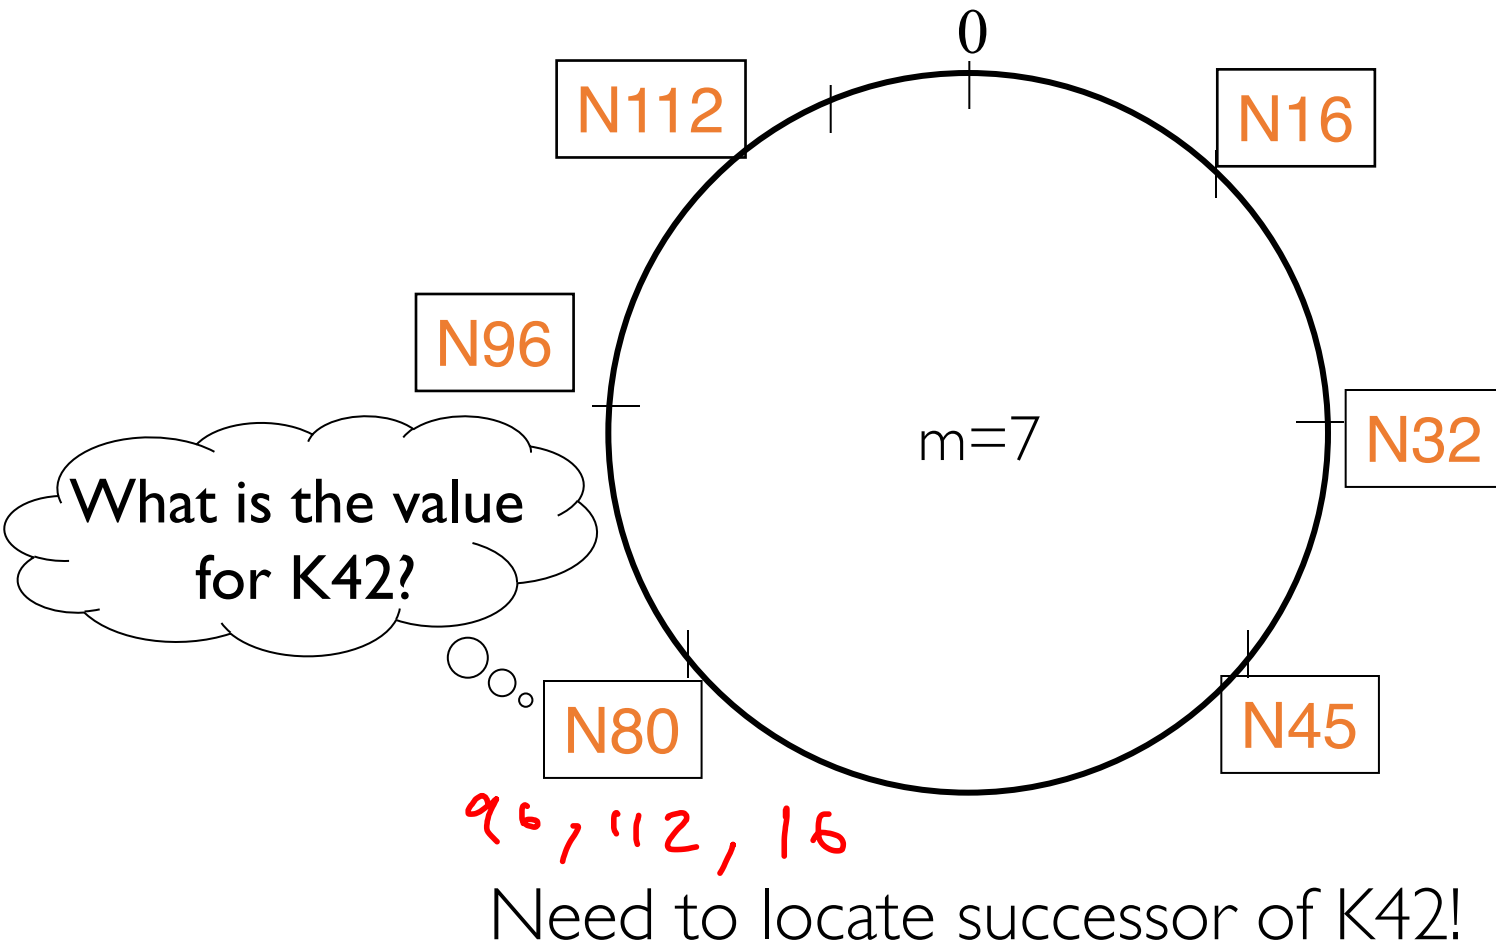 0
N112
N16
N96
m=7
N32
What is the value
for K42?
N80
N45
96, 112, 16
Need to locate successor of K42!